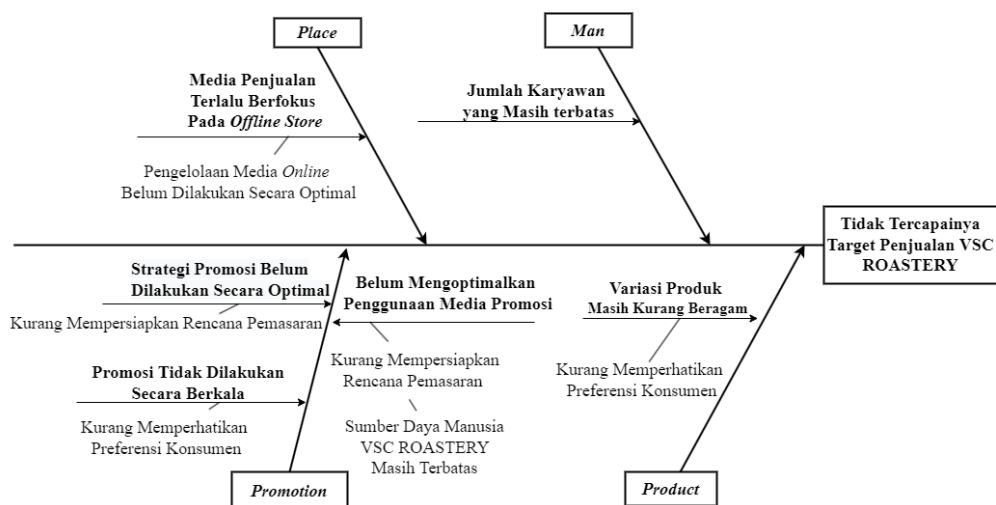 Place
Man
Media Penjualan
Terlalu Berfokus
Pada Offline Store
Pengelolaan Media Online
Belum Dilakukan Secara Optimal
Jumlah Karyawan
yang Masih terbatas
Tidak Tercapainya
Target Penjualan VSC
ROASTERY
Strategi Promosi Belum
Dilakukan Secara Optimal
Kurang Mempersiapkan Rencana Pemasaran
Belum Mengoptimalkan
Penggunaan Media Promosi
Kurang Mempersiapkan
Rencana Pemasaran
Sumber Daya Manusia
VSC ROASTERY
Masih Terbatas
Promosi Tidak Dilakukan
Secara Berkala
Kurang Memperhatikan
Preferensi Konsumen
Variasi Produk
Masih Kurang Beragam
Kurang Memperhatikan
Preferensi Konsumen
Promotion
Product